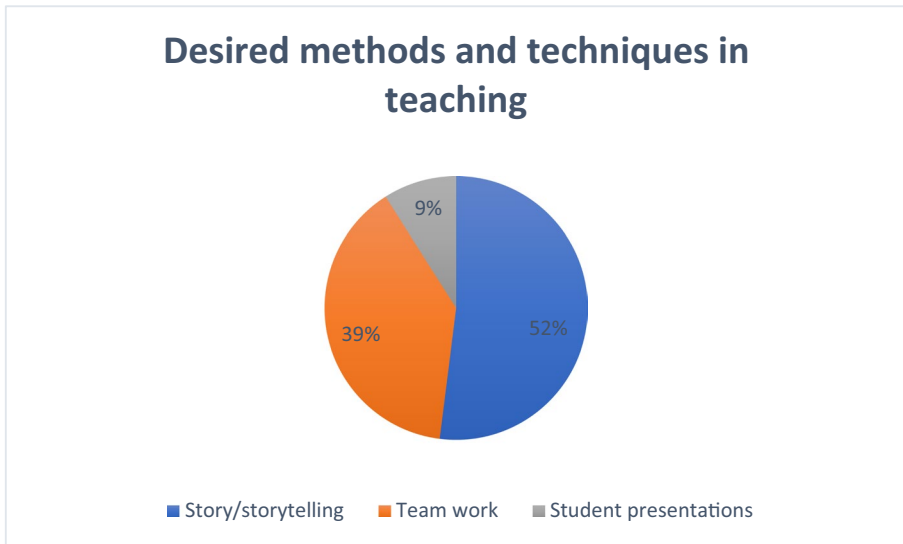 Desired methods and techniques in
teaching
9%
39%
52%
Story/storytelling Team work Student presentations